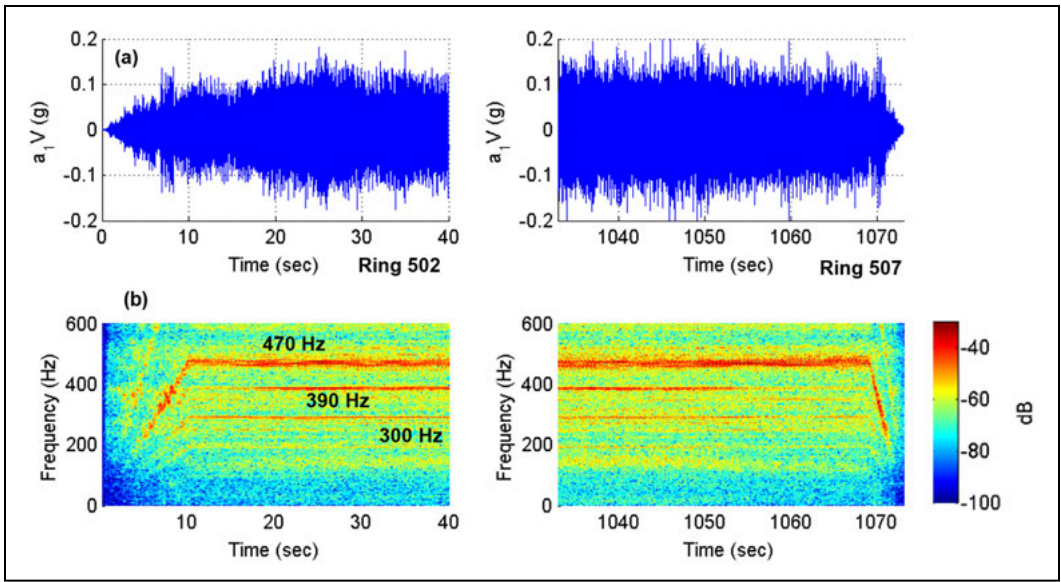 (a)
a1V (g)
0.2
0.1
0
-0.1
-0.2
0 10 20 30 40
Time (sec) Ring 502
a1V (g)
0.2
0.1
0
-0.1
-0.2
1040 1050 1060 1070
Time (sec) Ring 507
(b)
Frequency (Hz)
600
400
200
0
470 Hz
390 Hz
300 Hz
10 20 30 40
Time (sec)
Frequency (Hz)
600
400
200
0
1040 1050 1060 1070
Time (sec)
-40
-60
-80
-100
dB